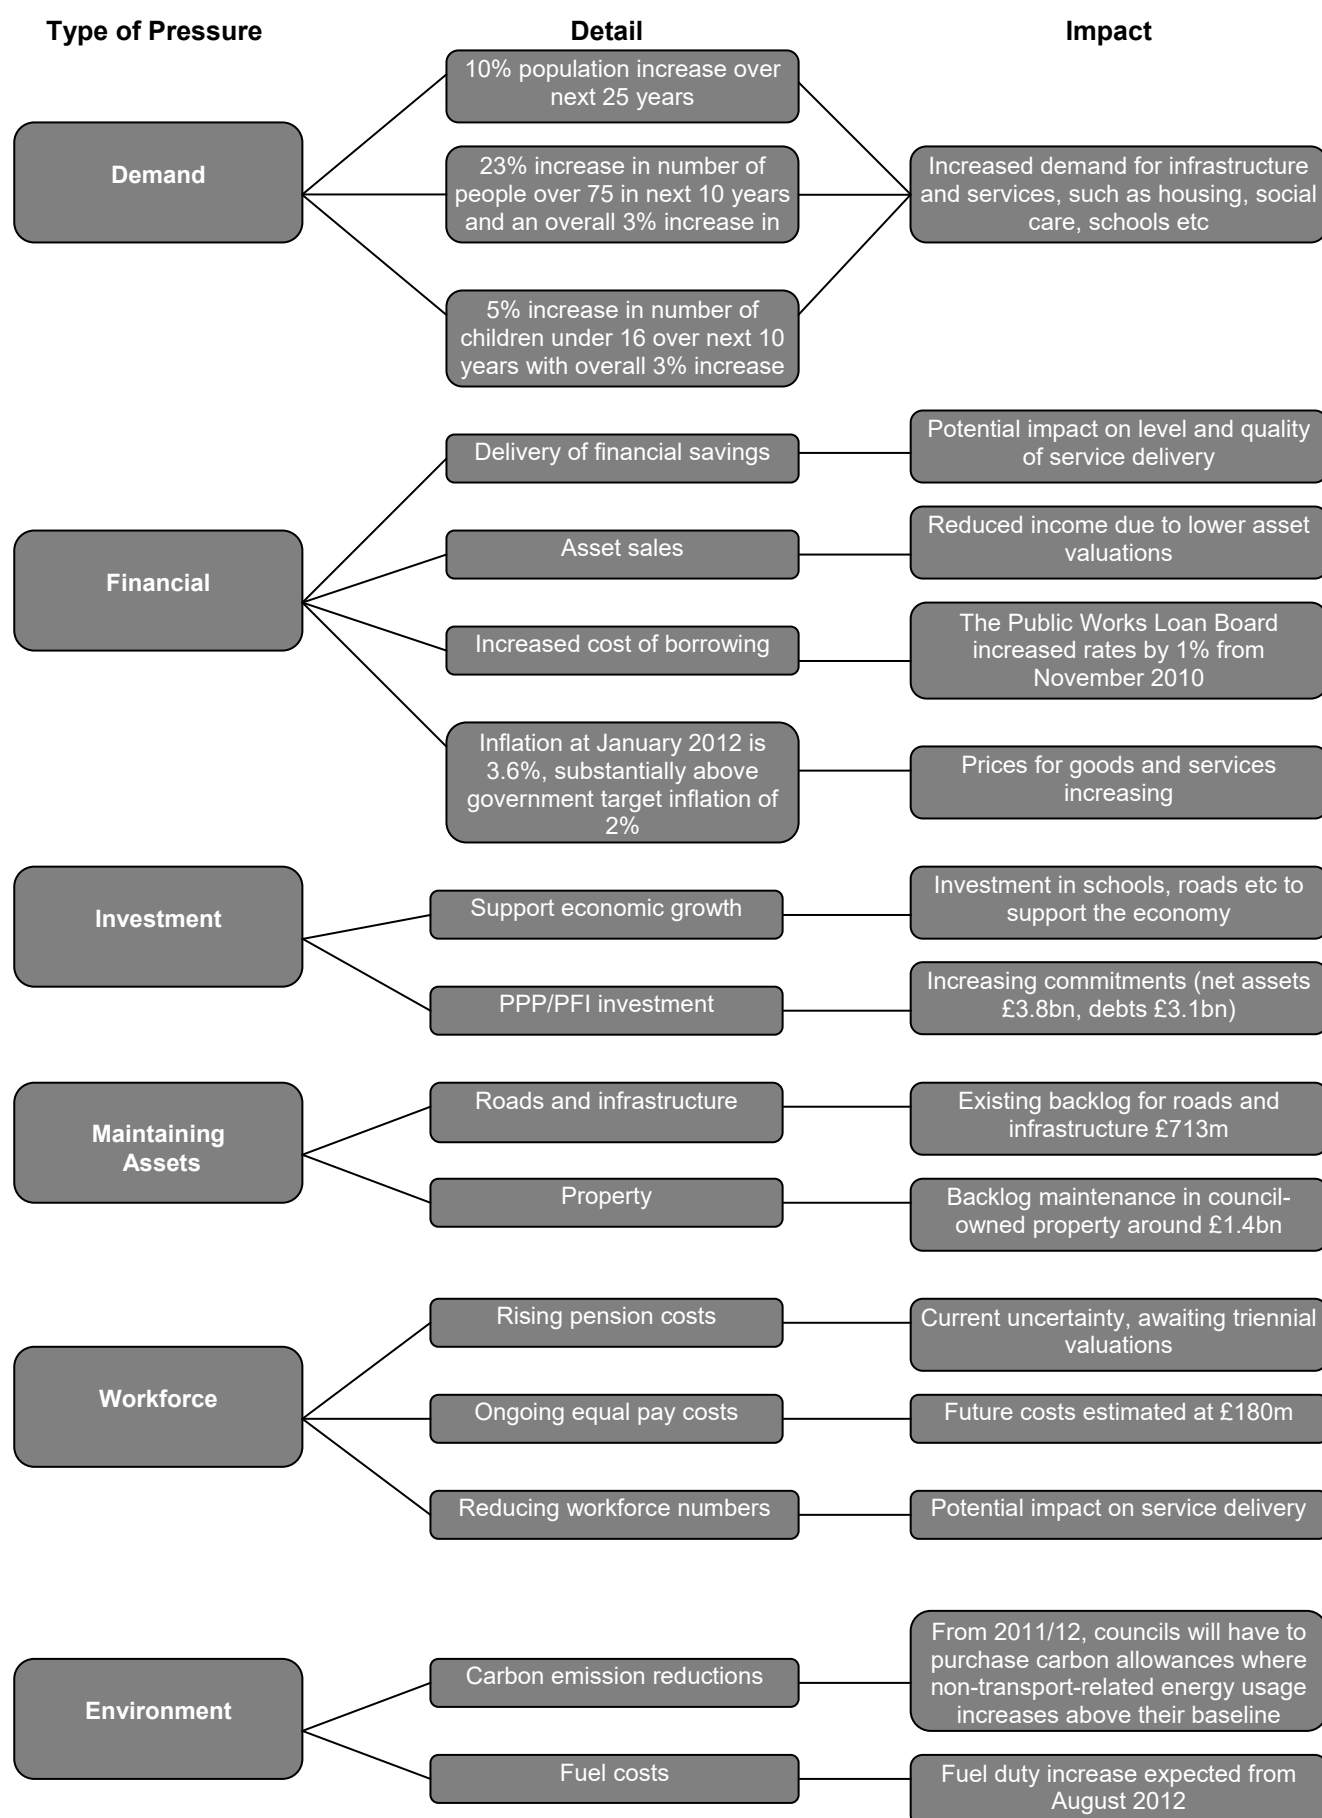 Type of Pressure
Detail
Impact
Demand
10% population increase over
next 25 years
23% increase in number of
people over 75 in next 10 years
and an overall 3% increase in
5% increase in number of
children under 16 over next 10
years with overall 3% increase
Increased demand for infrastructure
and services, such as housing, social
care, schools etc
Financial
Delivery of financial savings
Potential impact on level and quality
of service delivery
Asset sales
Reduced income due to lower asset
valuations
Increased cost of borrowing
The Public Works Loan Board
increased rates by 1% from
November 2010
Inflation at January 2012 is
3.6%, substantially above
government target inflation of
2%
Prices for goods and services
increasing
Investment
Support economic growth
Investment in schools, roads etc to
support the economy
PPP/PFI investment
Increasing commitments (net assets
£3.8bn, debts £3.1bn)
Maintaining
Assets
Roads and infrastructure
Existing backlog for roads and
infrastructure £713m
Property
Backlog maintenance in council-
owned property around £1.4bn
Workforce
Rising pension costs
Current uncertainty, awaiting triennial
valuations
Ongoing equal pay costs
Future costs estimated at £180m
Reducing workforce numbers
Potential impact on service delivery
Environment
Carbon emission reductions
From 2011/12, councils will have to
purchase carbon allowances where
non-transport-related energy usage
increases above their baseline
Fuel costs
Fuel duty increase expected from
August 2012